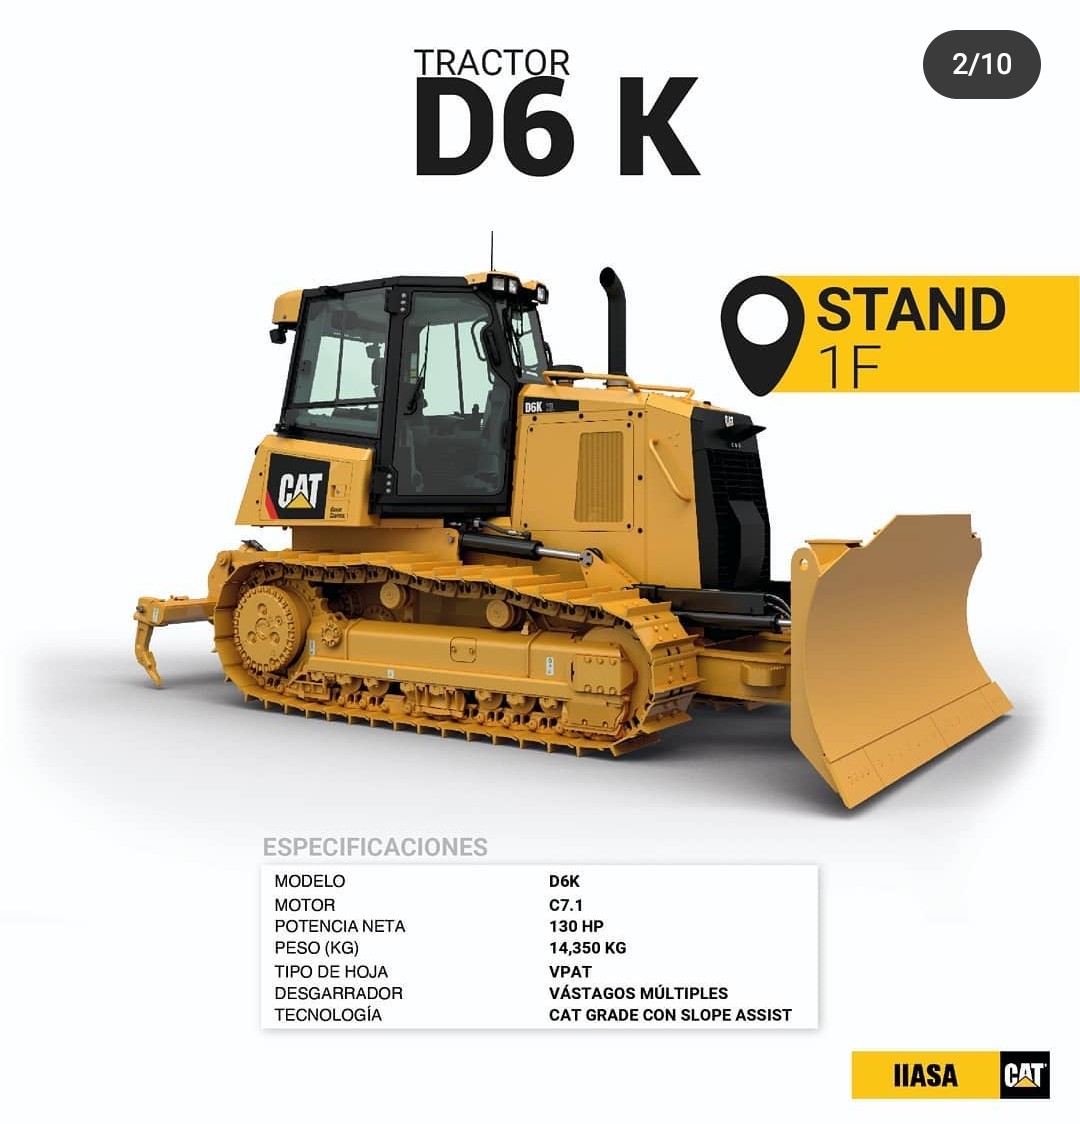 TRACTOR
D6 K
2/10
STAND
1F
D6K
CAT
CAT
ESPECIFICACIONES
MODELO D6K
MOTOR C7.1
POTENCIA NETA 130 HP
PESO (KG) 14,350 KG
TIPO DE HOJA VPAT
DESGARRADOR VÁSTAGOS MÚLTIPLES
TECNOLOGÍA CAT GRADE CON SLOPE ASSIST
IIASA CAT